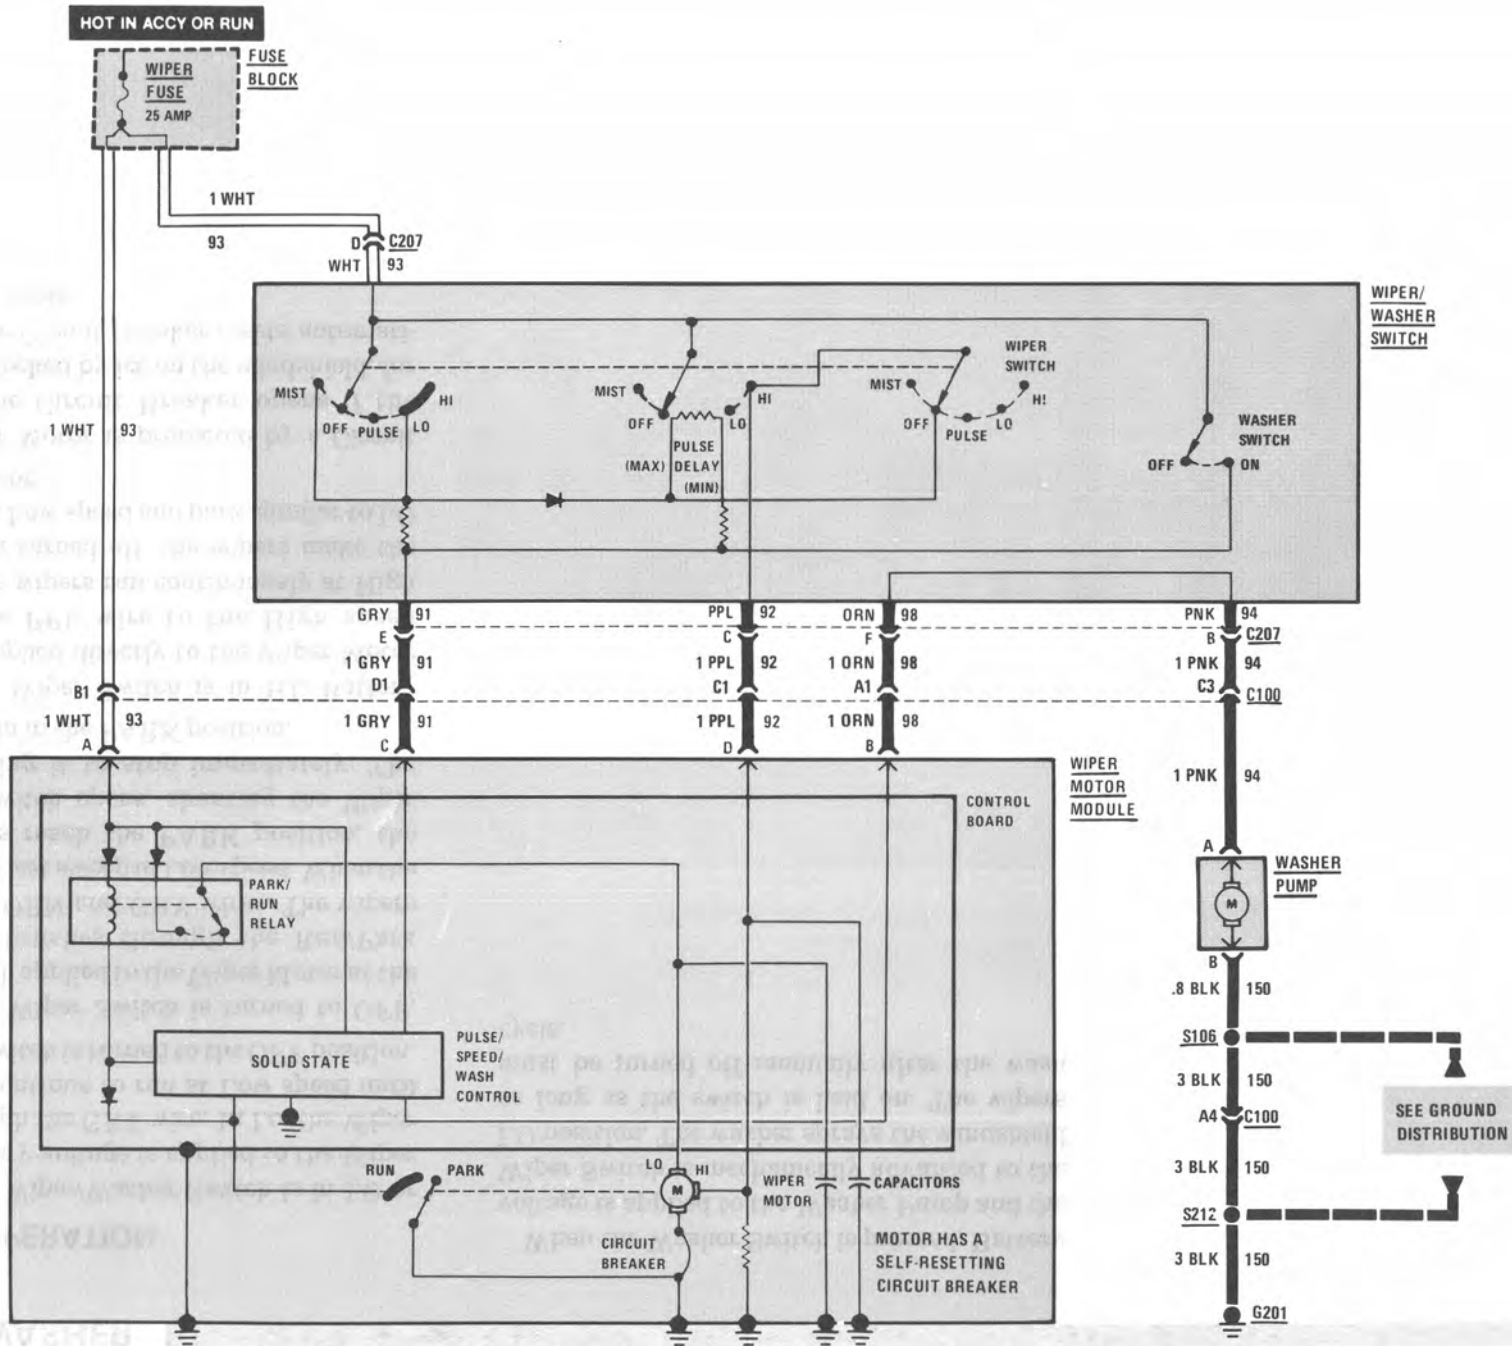 HOT IN ACCY OR RUN
WIPER
FUSE
25 AMP
FUSE
BLOCK
1 WHT
93
D
C207
WHT
93
1 WHT
93
WIPER/
WASHER
SWITCH
MIST
OFF
PULSE
LO
HI
MIST
OFF
LO
HI
PULSE
DELAY
(MAX)
(MIN)
WIPER
SWITCH
MIST
OFF
PULSE
LO
HI
WASHER
SWITCH
OFF
ON
GRY
91
PPL
92
ORN
98
PNK
94
E
C
F
B
C207
1 GRY
91
1 PPL
92
1 ORN
98
1 PNK
94
B1
D1
C1
A1
C3
C100
1 WHT
93
1 GRY
91
1 PPL
92
1 ORN
98
A
C
D
B
1 PNK
94
WIPER
MOTOR
MODULE
CONTROL
BOARD
PARK/
RUN
RELAY
SOLID STATE
PULSE/
SPEED/
WASH
CONTROL
RUN
PARK
LO
HI
M
WIPER
MOTOR
CAPACITORS
CIRCUIT
BREAKER
MOTOR HAS A
SELF-RESETTING
CIRCUIT BREAKER
A
M
WASHER
PUMP
B
.8 BLK
150
S106
3 BLK
150
A4
C100
3 BLK
150
S212
3 BLK
150
G201
SEE GROUND
DISTRIBUTION